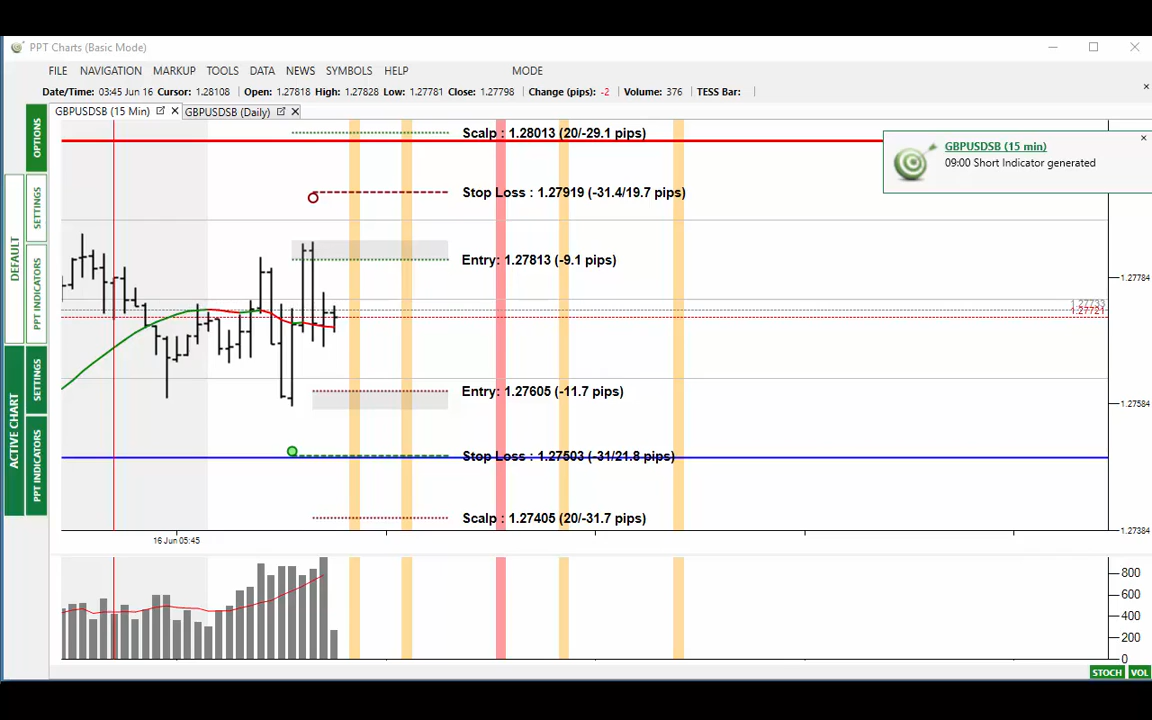 PPT Charts (Basic Mode)
FILE NAVIGATION MARKUP TOOLS DATA NEWS SYMBOLS HELP MODE
Date/Time: 03:45 Jun 16 Cursor: 1.28108 Open: 1.27818 High: 1.27828 Low: 1.27781 Close: 1.27798 Change (pips): -2 Volume: 376 TESS Bar:
GBPUSDSB (15 Min)
GBPUSDSB (Daily)
OPTIONS
DEFAULT
SETTINGS
PPT INDICATORS
ACTIVE CHART
SETTINGS
PPT INDICATORS
Scalp : 1.28013 (20/-29.1 pips)
GBPUSDSB (15 min)
09:00 Short Indicator generated
Stop Loss : 1.27919 (-31.4/19.7 pips)
Entry: 1.27813 (-9.1 pips)
1.27784
1.27733
1.27721
Entry: 1.27605 (-11.7 pips)
1.27584
Stop Loss : 1.27503 (-31/21.8 pips)
Scalp : 1.27405 (20/-31.7 pips)
1.27384
16 Jun 05:45
800
600
400
200
0
STOCH VOL